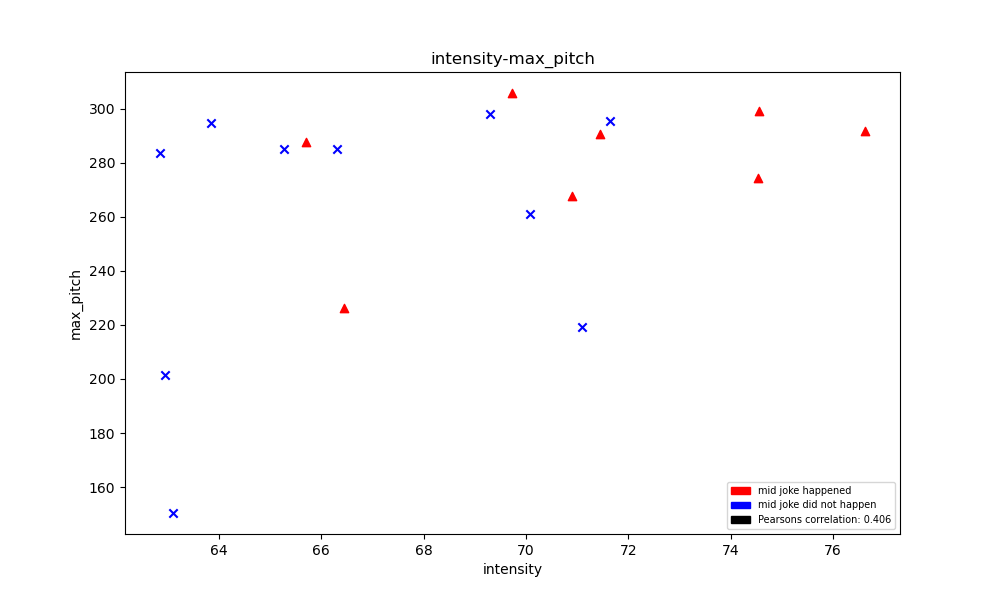 intensity-max_pitch
max_pitch
300
280
260
240
220
200
180
160
64 66 68 70 72 74 76
intensity
mid joke happened
mid joke did not happen
Pearsons correlation: 0.406